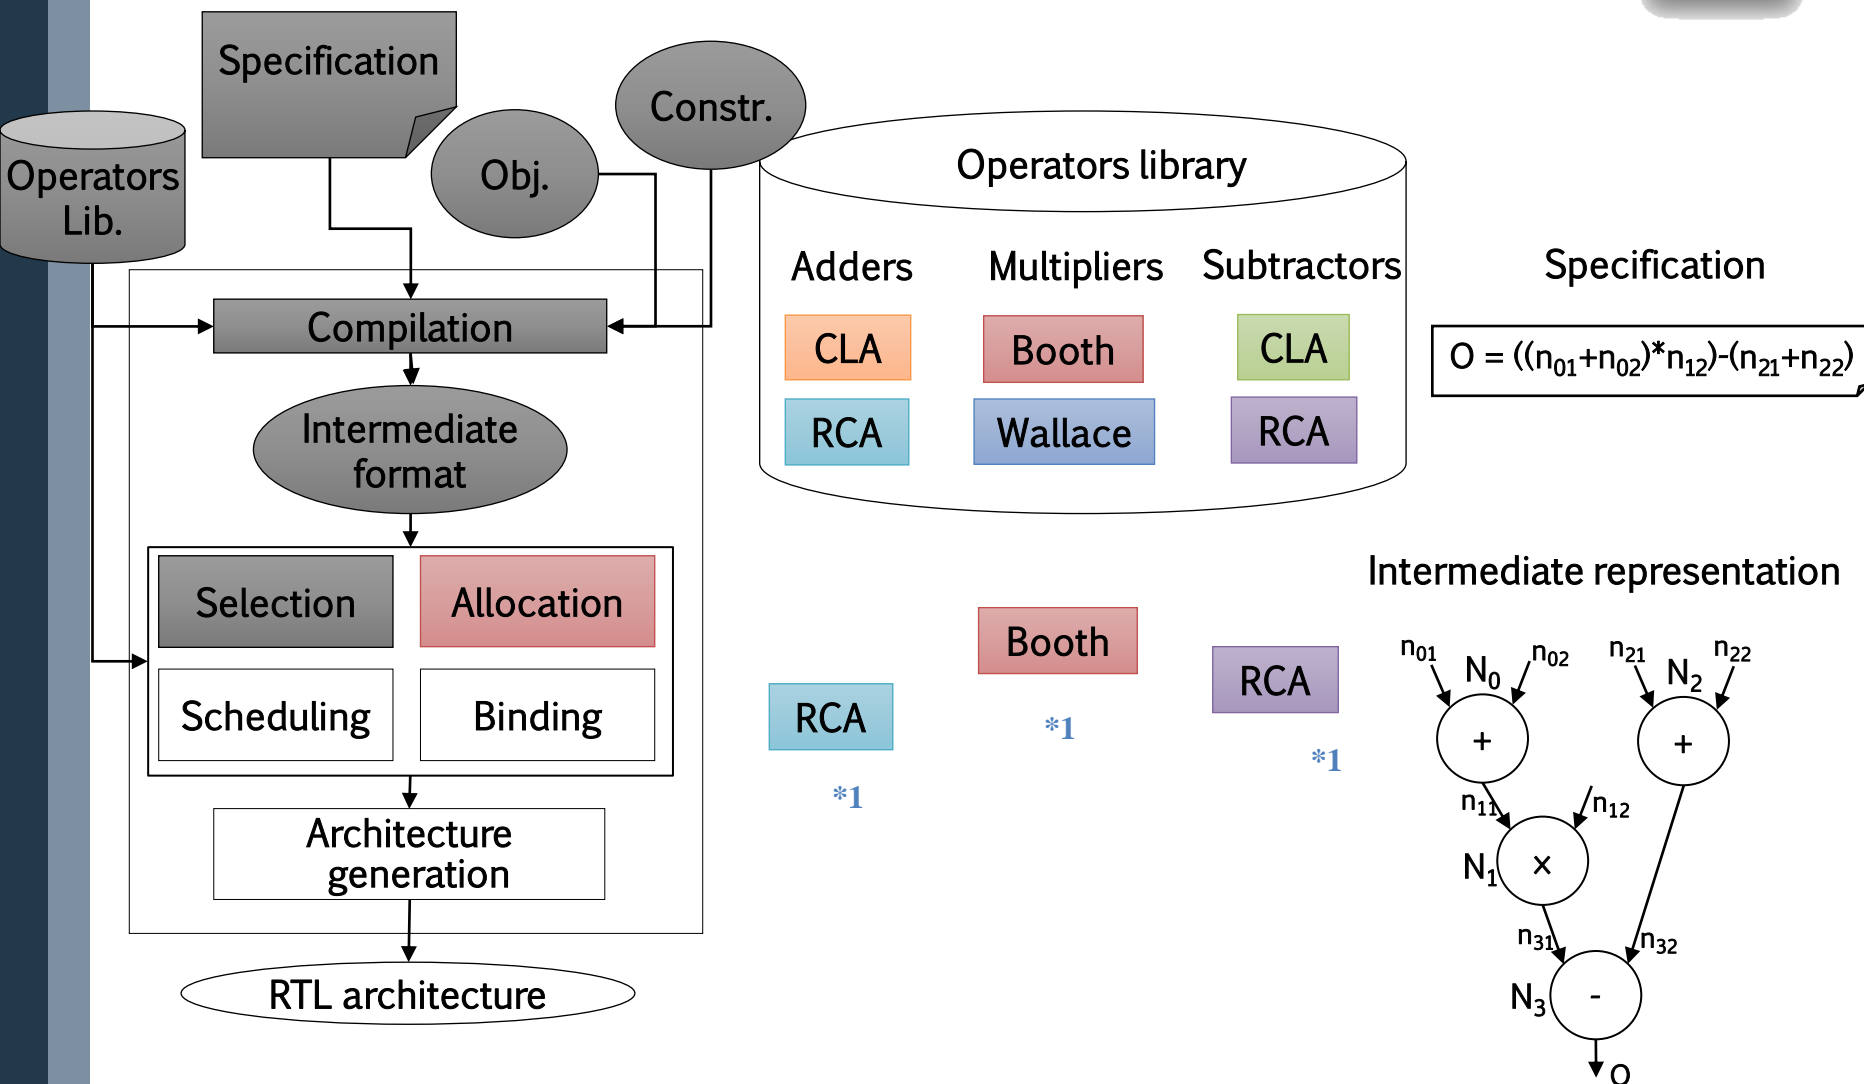 Specification
Constr.
Obj.
Operators
Lib.
Compilation
Intermediate
format
Selection
Allocation
Scheduling
Binding
Architecture
generation
RTL architecture
Operators library
Adders
Multipliers
Subtractors
CLA
Booth
CLA
RCA
Wallace
RCA
Specification
O = ((n01+n02)*n12)-(n21+n22)
RCA
*1
Booth
*1
RCA
*1
Intermediate representation
n01
N0
n02
n21
N2
n22
+
+
n11
n12
N1
x
n31
n32
N3
-
O